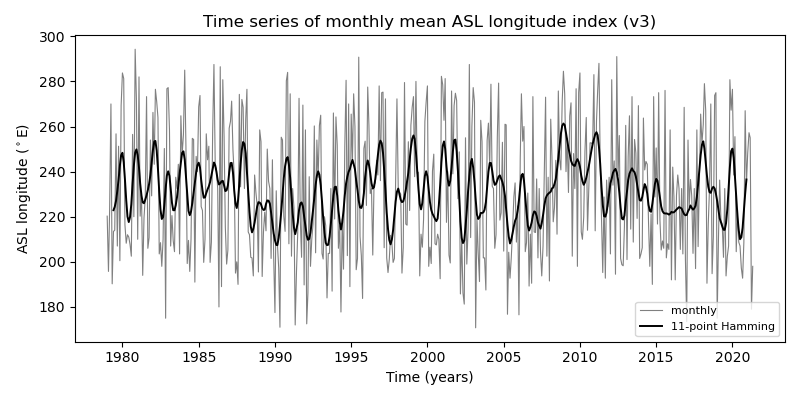 Time series of monthly mean ASL longitude index (v3)
ASL longitude (°E)
300
280
260
240
220
200
180
1980 1985 1990 1995 2000 2005 2010 2015 2020
Time (years)
monthly
11-point Hamming